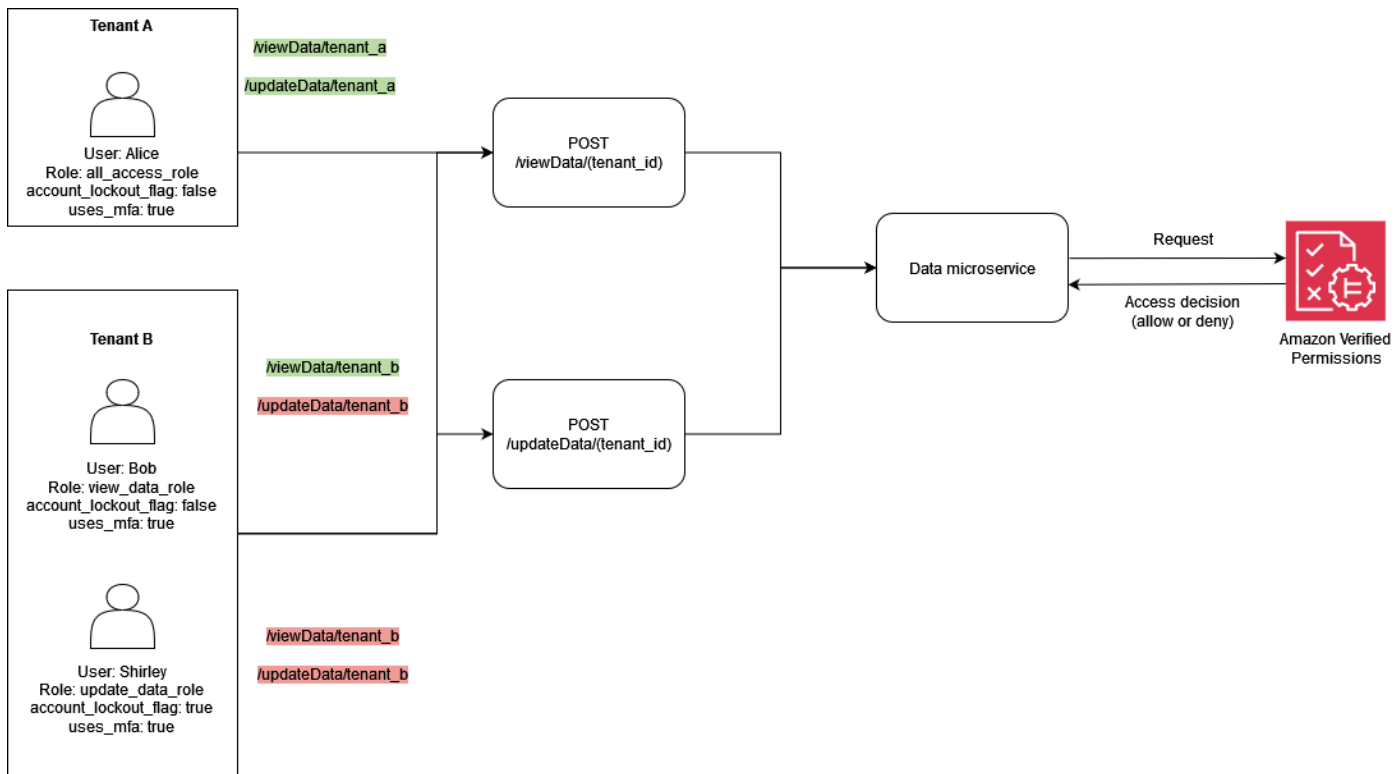 Tenant A
User: Alice
Role: all_access_role
account_lockout_flag: false
uses_mfa: true
/viewData/tenant_a
/updateData/tenant_a
Tenant B
User: Bob
Role: view_data_role
account_lockout_flag: false
uses_mfa: true
/viewData/tenant_b
/updateData/tenant_b
User: Shirley
Role: update_data_role
account_lockout_flag: true
uses_mfa: true
/viewData/tenant_b
/updateData/tenant_b
POST
/viewData/(tenant_id)
POST
/updateData/(tenant_id)
Data microservice
Request
Access decision
(allow or deny)
Amazon Verified
Permissions